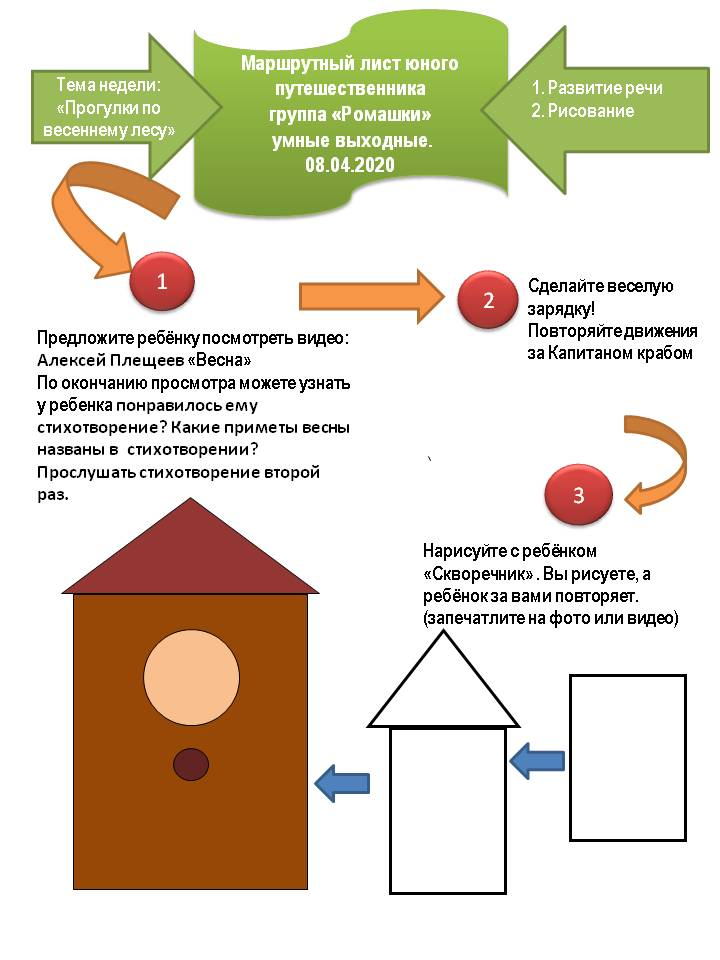 Маршрутный лист юного
путешественника
группа «Ромашки»
умные выходные.
08.04.2020
Тема недели:
«Прогулки по
весеннему лесу»
1. Развитие речи
2. Рисование
1
Предложите ребёнку посмотреть видео:
Алексей Плещеев «Весна»
По окончанию просмотра можете узнать
у ребенка понравилось ему
стихотворение? Какие приметы весны
названы в стихотворении?
Прослушать стихотворение второй
раз.
2
Сделайте веселую
зарядку!
Повторяйте движения
за Капитаном крабом
3
Нарисуйте с ребёнком
«Скворечник» . Вы рисуете, а
ребёнок за вами повторяет.
(запечатлите на фото или видео)